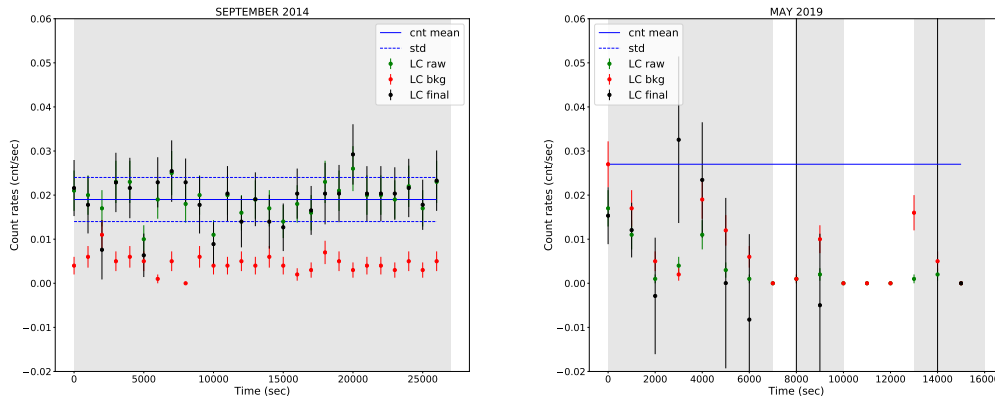 SEPTEMBER 2014
0.06
0.05
0.04
0.03
0.02
0.01
0.00
−0.01
−0.02
Count rates (cnt/sec)
0
5000
10000
15000
20000
25000
Time (sec)
cnt mean
std
LC raw
LC bkg
LC final
MAY 2019
0.06
0.05
0.04
0.03
0.02
0.01
0.00
−0.01
−0.02
Count rates (cnt/sec)
0
2000
4000
6000
8000
10000
12000
14000
16000
Time (sec)
cnt mean
std
LC raw
LC bkg
LC final